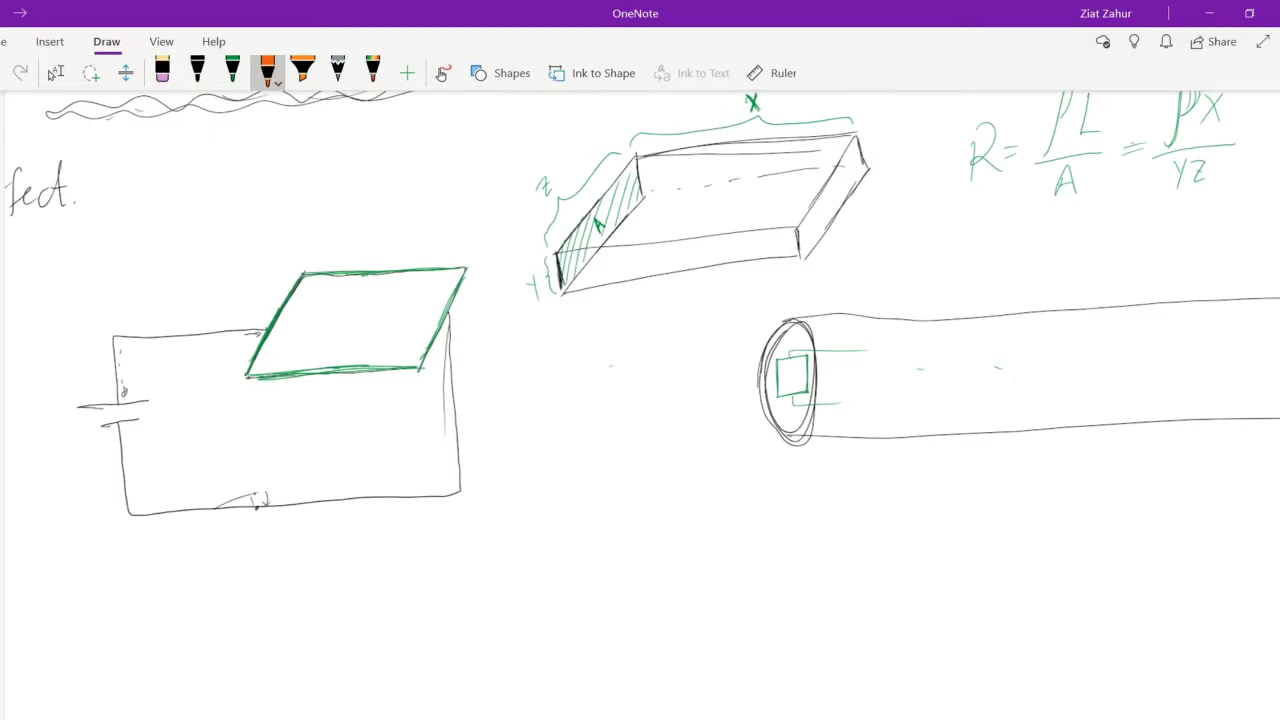 OneNote
Ziat Zahur
Insert Draw View Help
Share
Shapes
Ink to Shape
Ink to Text
Ruler
fect.
X
Z
A
Y
R = ρL / A = ρX / YZ